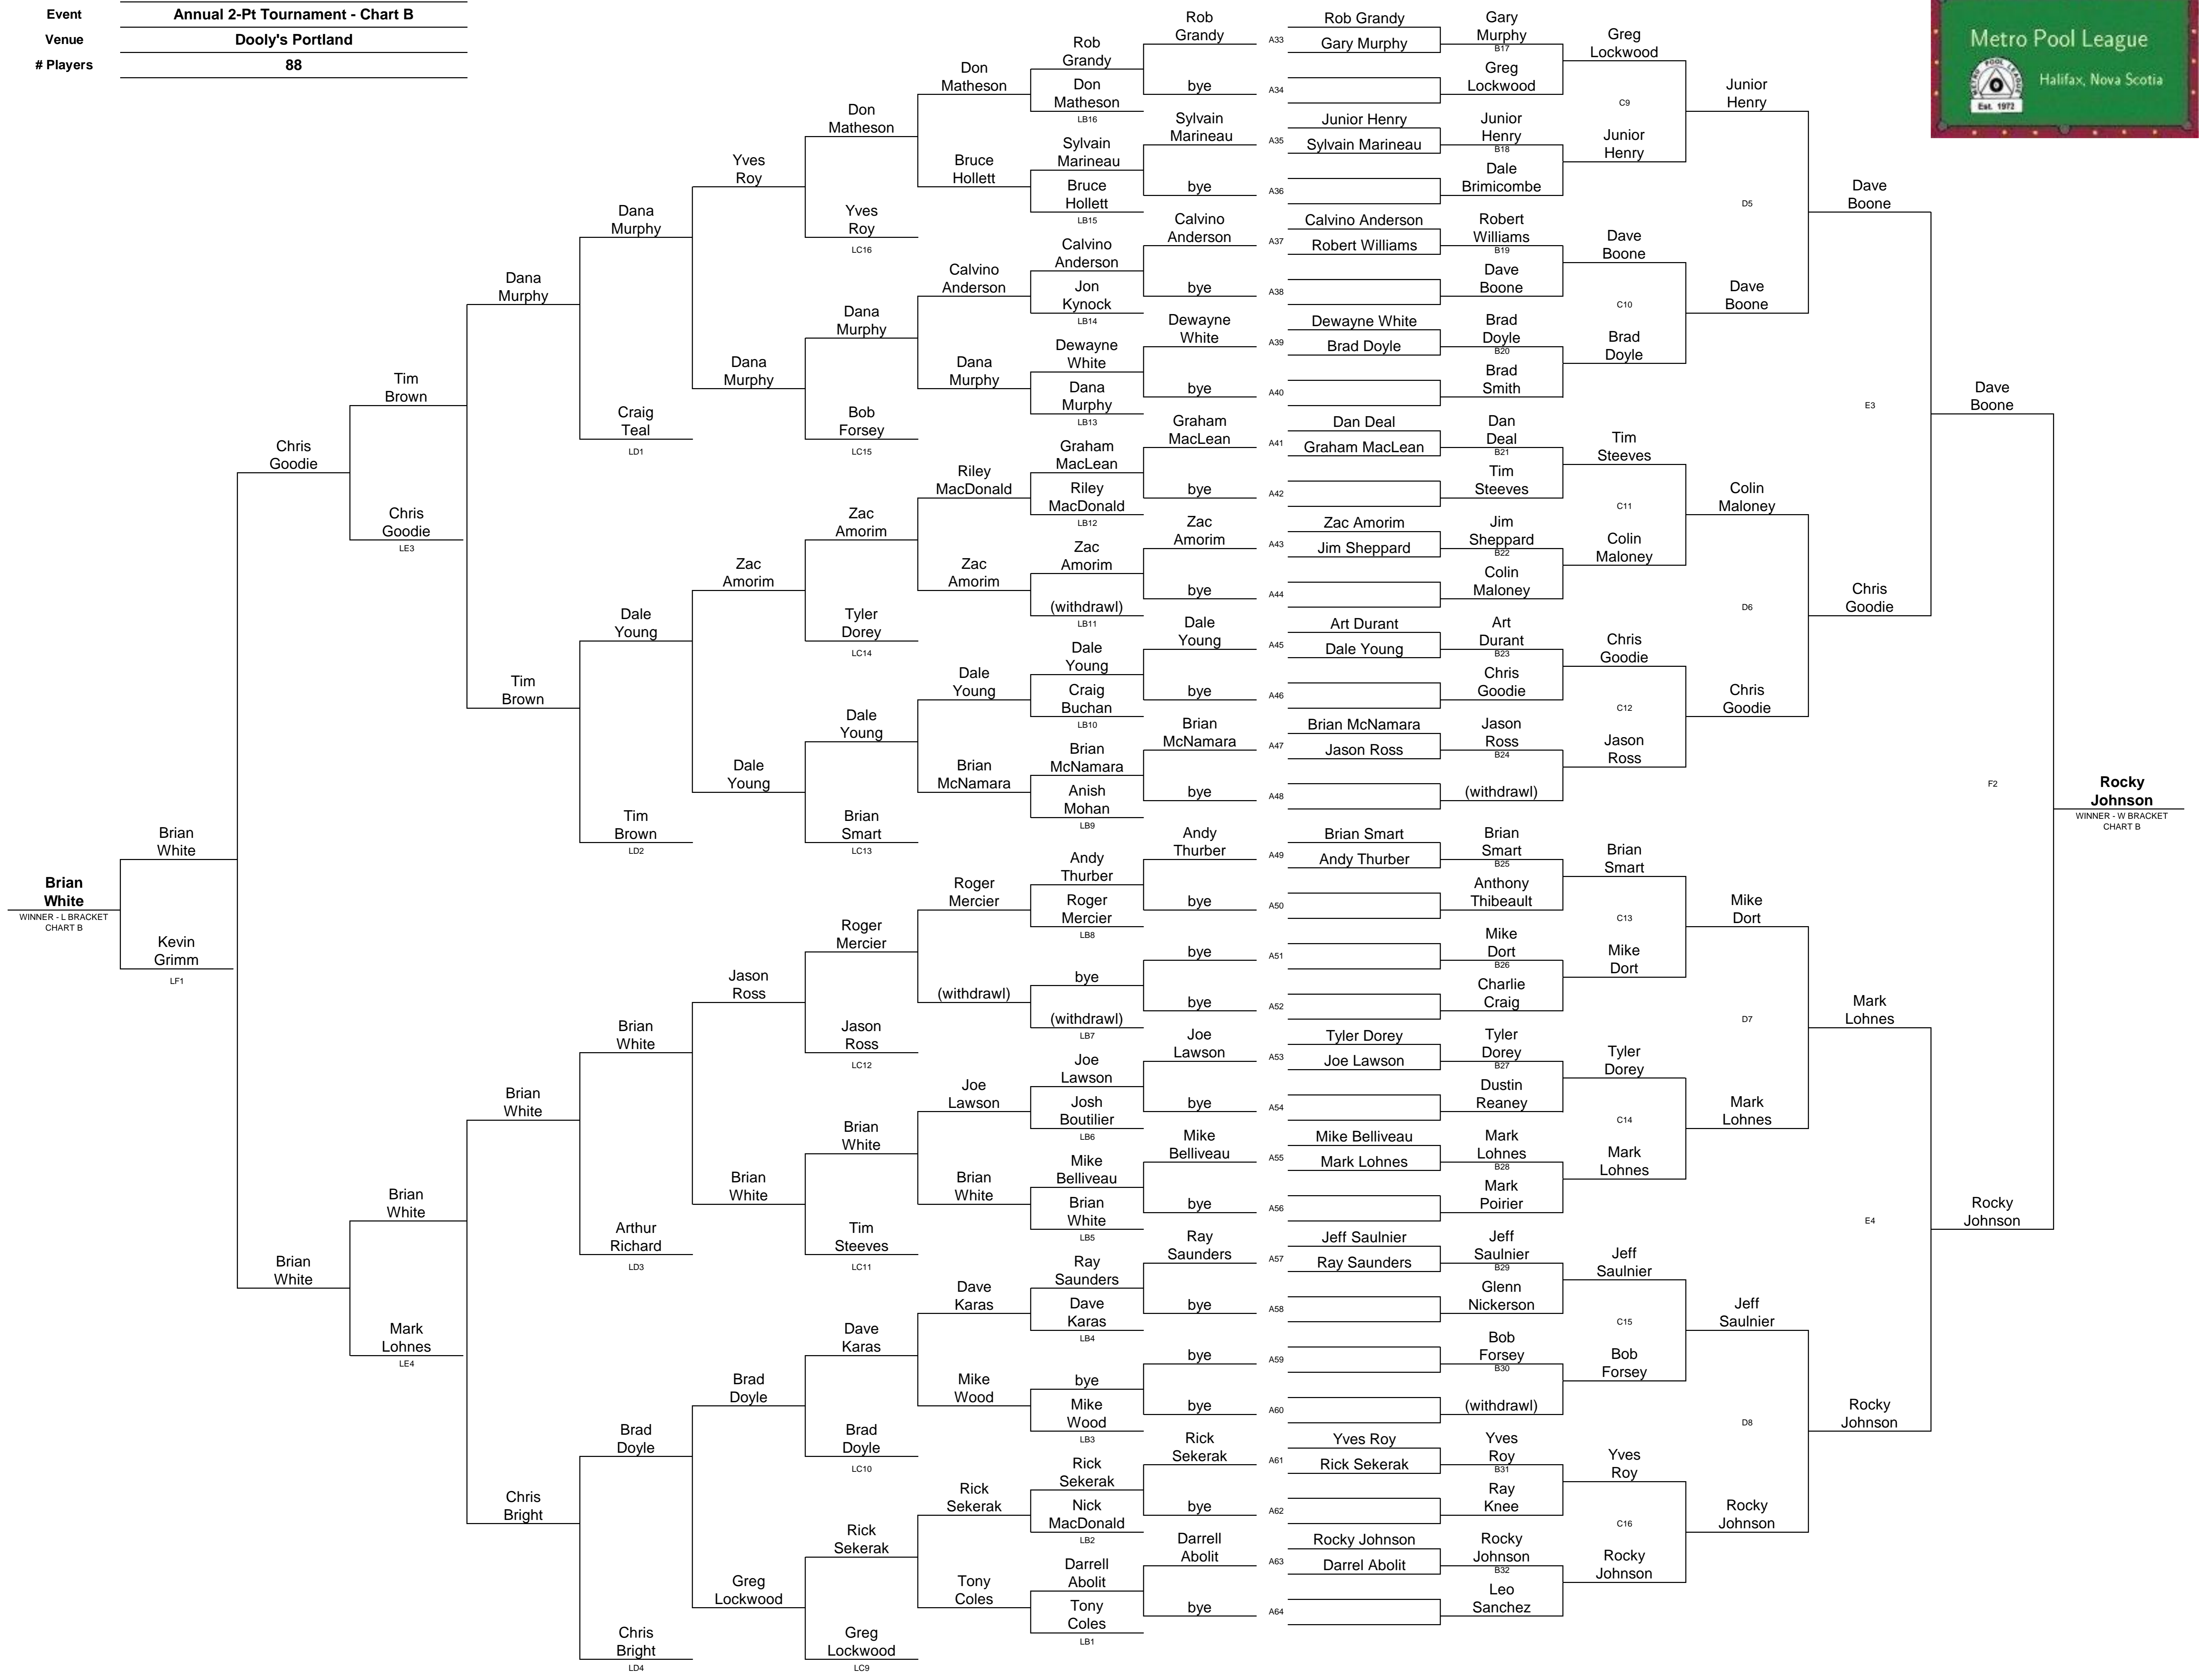 Event Annual 2-Pt Tournament - Chart B
Venue Dooly's Portland
# Players 88
Metro Pool League
Halifax, Nova Scotia
METRO POOL LEAGUE
Est. 1972
Brian
White
WINNER - L BRACKET
CHART B
Brian
White
Kevin
Grimm
LF1
Chris
Goodie
Brian
White
Tim
Brown
Chris
Goodie
LE3
Brian
White
Mark
Lohnes
LE4
Dana
Murphy
Tim
Brown
Brian
White
Chris
Bright
Dana
Murphy
Craig
Teal
LD1
Dale
Young
Tim
Brown
LD2
Brian
White
Arthur
Richard
LD3
Brad
Doyle
Chris
Bright
LD4
Yves
Roy
Dana
Murphy
Zac
Amorim
Dale
Young
Jason
Ross
Brian
White
Brad
Doyle
Greg
Lockwood
Don
Matheson
Yves
Roy
LC16
Dana
Murphy
Bob
Forsey
LC15
Zac
Amorim
Tyler
Dorey
LC14
Dale
Young
Brian
Smart
LC13
Roger
Mercier
Jason
Ross
LC12
Brian
White
Tim
Steeves
LC11
Dave
Karas
Brad
Doyle
LC10
Rick
Sekerak
Greg
Lockwood
LC9
Don
Matheson
Bruce
Hollett
Calvino
Anderson
Dana
Murphy
Riley
MacDonald
Zac
Amorim
Dale
Young
Brian
McNamara
Roger
Mercier
(withdrawl)
Joe
Lawson
Brian
White
Dave
Karas
Mike
Wood
Rick
Sekerak
Tony
Coles
Rob
Grandy
Don
Matheson
LB16
Sylvain
Marineau
Bruce
Hollett
LB15
Calvino
Anderson
Jon
Kynock
LB14
Dewayne
White
Dana
Murphy
LB13
Graham
MacLean
Riley
MacDonald
LB12
Zac
Amorim
(withdrawl)
LB11
Dale
Young
Craig
Buchan
LB10
Brian
McNamara
Anish
Mohan
LB9
Andy
Thurber
Roger
Mercier
LB8
bye
(withdrawl)
LB7
Joe
Lawson
Josh
Boutilier
LB6
Mike
Belliveau
Brian
White
LB5
Ray
Saunders
Dave
Karas
LB4
bye
Mike
Wood
LB3
Rick
Sekerak
Nick
MacDonald
LB2
Darrell
Abolit
Tony
Coles
LB1
Rob
Grandy
bye
Sylvain
Marineau
bye
Calvino
Anderson
bye
Dewayne
White
bye
Graham
MacLean
bye
Zac
Amorim
bye
Dale
Young
bye
Brian
McNamara
bye
Andy
Thurber
bye
bye
bye
Joe
Lawson
bye
Mike
Belliveau
bye
Ray
Saunders
bye
bye
bye
Rick
Sekerak
bye
Darrell
Abolit
bye
A33
A34
A35
A36
A37
A38
A39
A40
A41
A42
A43
A44
A45
A46
A47
A48
A49
A50
A51
A52
A53
A54
A55
A56
A57
A58
A59
A60
A61
A62
A63
A64
Rob Grandy
Gary Murphy
Junior Henry
Sylvain Marineau
Calvino Anderson
Robert Williams
Dewayne White
Brad Doyle
Dan Deal
Graham MacLean
Zac Amorim
Jim Sheppard
Art Durant
Dale Young
Brian McNamara
Jason Ross
Brian Smart
Andy Thurber
Tyler Dorey
Joe Lawson
Mike Belliveau
Mark Lohnes
Jeff Saulnier
Ray Saunders
Yves Roy
Rick Sekerak
Rocky Johnson
Darrel Abolit
Gary
Murphy
B17
Greg
Lockwood
Junior
Henry
B18
Dale
Brimicombe
Robert
Williams
B19
Dave
Boone
Brad
Doyle
B20
Brad
Smith
Dan
Deal
B21
Tim
Steeves
Jim
Sheppard
B22
Colin
Maloney
Art
Durant
B23
Chris
Goodie
Jason
Ross
B24
(withdrawl)
Brian
Smart
B25
Anthony
Thibeault
Mike
Dort
B26
Charlie
Craig
Tyler
Dorey
B27
Dustin
Reaney
Mark
Lohnes
B28
Mark
Poirier
Jeff
Saulnier
B29
Glenn
Nickerson
Bob
Forsey
B30
(withdrawl)
Yves
Roy
B31
Ray
Knee
Rocky
Johnson
B32
Leo
Sanchez
Greg
Lockwood
C9
Junior
Henry
Dave
Boone
C10
Brad
Doyle
Tim
Steeves
C11
Colin
Maloney
Chris
Goodie
C12
Jason
Ross
Brian
Smart
C13
Mike
Dort
Tyler
Dorey
C14
Mark
Lohnes
Jeff
Saulnier
C15
Bob
Forsey
Yves
Roy
C16
Rocky
Johnson
Junior
Henry
D5
Dave
Boone
Colin
Maloney
D6
Chris
Goodie
Mike
Dort
D7
Mark
Lohnes
Jeff
Saulnier
D8
Rocky
Johnson
Dave
Boone
E3
Chris
Goodie
Mark
Lohnes
E4
Rocky
Johnson
Dave
Boone
F2
Rocky
Johnson
Rocky
Johnson
WINNER - W BRACKET
CHART B